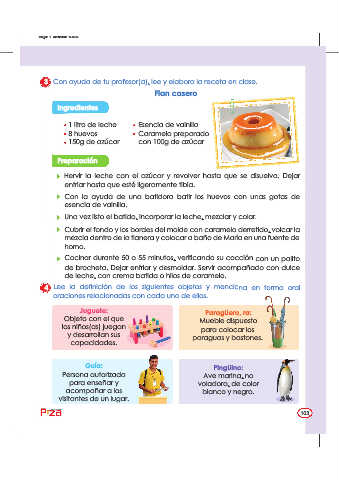 3 Con ayuda de tu profesor(a), lee y elabora la receta en clase.
Flan casero
Ingredientes
• 1 litro de leche
• 8 huevos
• 150g de azúcar
• Esencia de vainilla
• Caramelo preparado
con 100g de azúcar
Preparación
Hervir la leche con el azúcar y revolver hasta que se disuelva. Dejar
enfriar hasta que esté ligeramente tibia.
Con la ayuda de una batidora batir los huevos con unas gotas de
esencia de vainilla.
Una vez listo el batido, incorporar la leche, mezclar y colar.
Cubrir el fondo y los bordes del molde con caramelo derretido, volcar la
mezcla dentro de la flanera y colocar a baño de María en una fuente de
horno.
Cocinar durante 50 o 55 minutos, verificando su cocción con un palito
de brocheta. Dejar enfriar y desmoldar. Servir acompañado con dulce
de leche, con crema batida o hilos de caramelo.
4 Lee la definición de los siguientes objetos y menciona en forma oral
oraciones relacionadas con cada uno de ellos.
Juguete:
Objeto con el que
los niños(as) juegan
y desarrollan sus
capacidades.
Paragüero, ra:
Mueble dispuesto
para colocar los
paraguas y bastones.
Guía:
Persona autorizada
para enseñar y
acompañar a los
visitantes de un lugar.
Pingüino:
Ave marina, no
voladora, de color
blanco y negro.
103